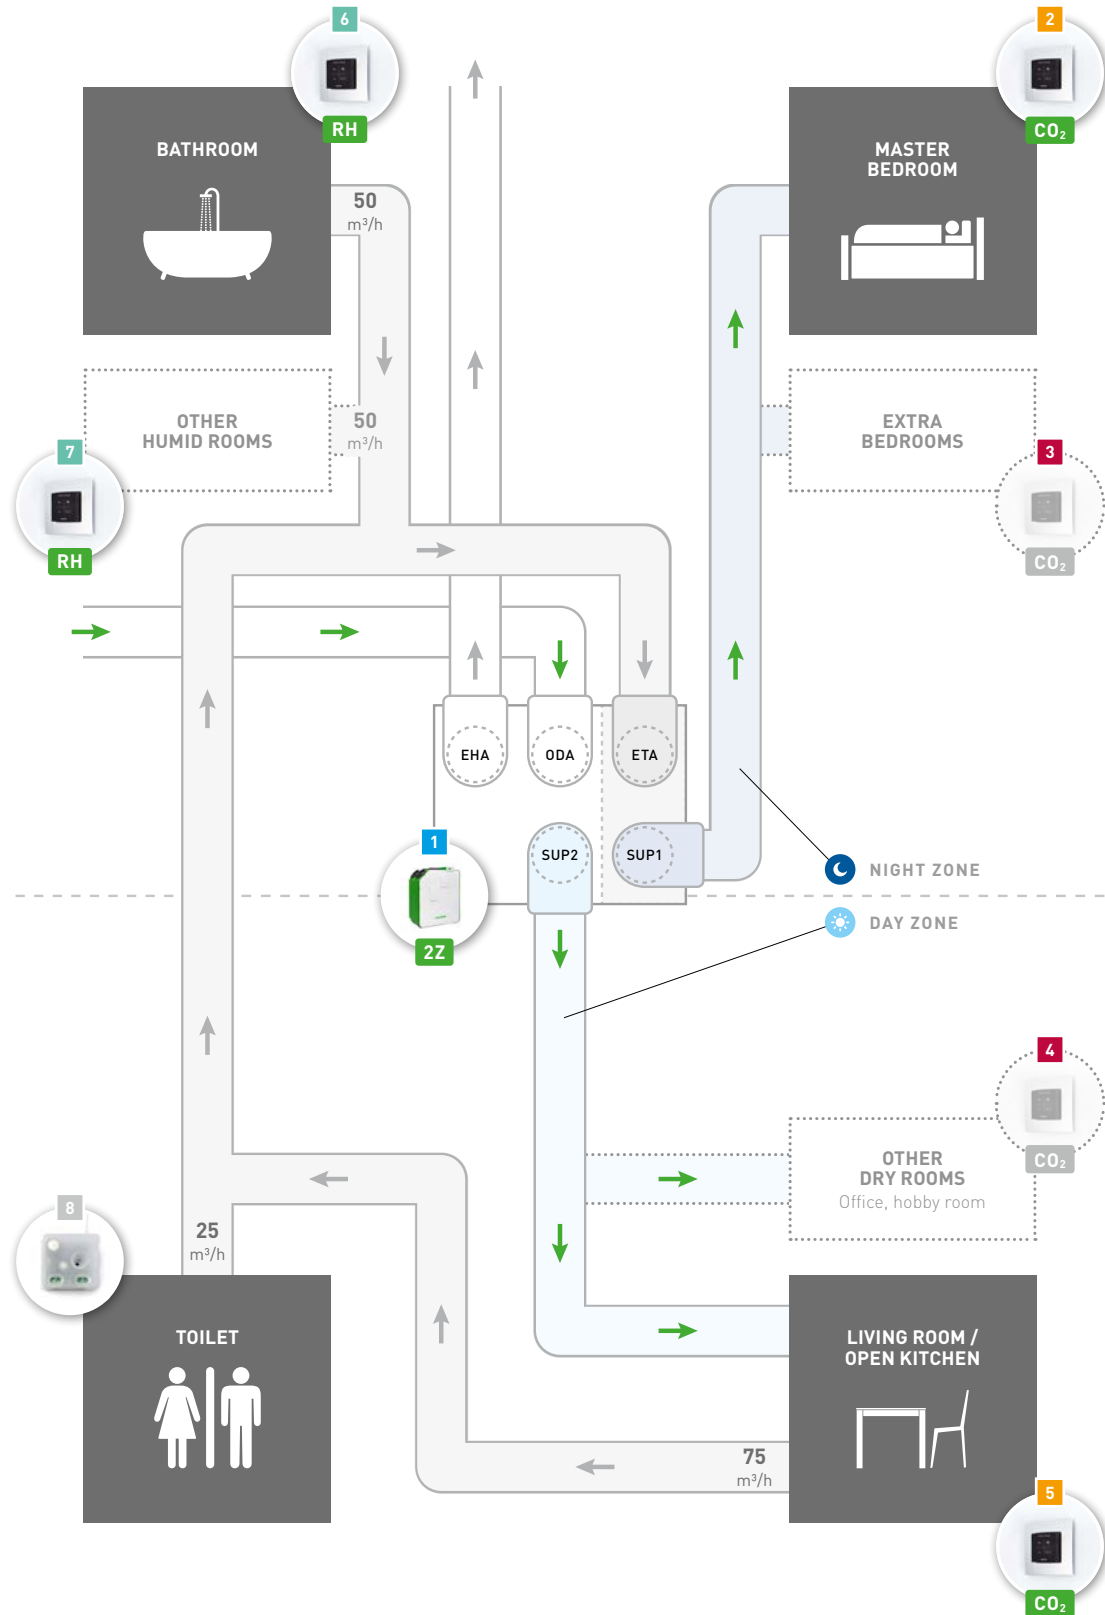 6
RH
BATHROOM
50
m³/h
2
CO₂
MASTER
BEDROOM
OTHER
HUMID ROOMS
50
m³/h
7
RH
EXTRA
BEDROOMS
3
CO₂
EHA
ODA
ETA
SUP2
SUP1
1
2Z
NIGHT ZONE
DAY ZONE
4
CO₂
OTHER
DRY ROOMS
Office, hobby room
8
25
m³/h
TOILET
LIVING ROOM /
OPEN KITCHEN
75
m³/h
5
CO₂